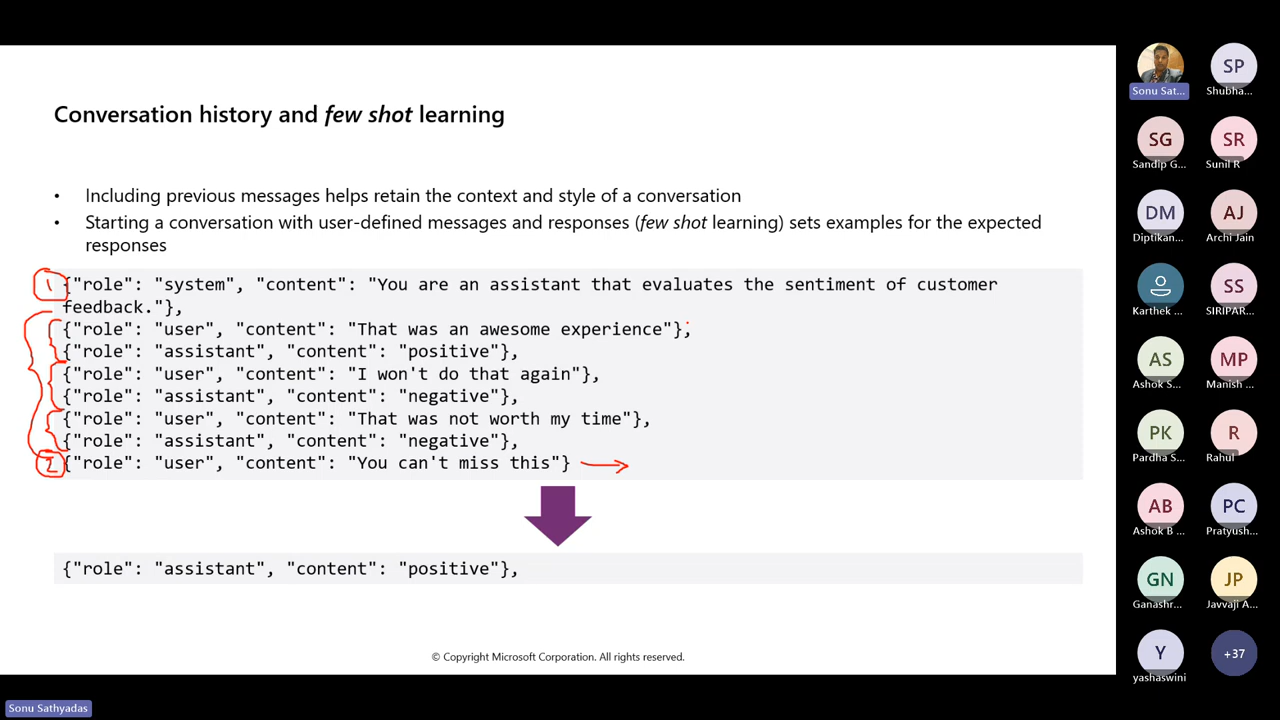 Conversation history and few shot learning
• Including previous messages helps retain the context and style of a conversation
• Starting a conversation with user-defined messages and responses (few shot learning) sets examples for the expected
responses
1
{"role": "system", "content": "You are an assistant that evaluates the sentiment of customer
feedback."},
{"role": "user", "content": "That was an awesome experience"},
{"role": "assistant", "content": "positive"},
{"role": "user", "content": "I won't do that again"},
{"role": "assistant", "content": "negative"},
{"role": "user", "content": "That was not worth my time"},
{"role": "assistant", "content": "negative"},
2
{"role": "user", "content": "You can't miss this"}
{"role": "assistant", "content": "positive"},
© Copyright Microsoft Corporation. All rights reserved.
Sonu Sat...
SP
Shubha...
SG
Sandip G...
SR
Sunil R
DM
Diptikan...
AJ
Archi Jain
Karthek ...
SS
SIRIPAR...
AS
Ashok S...
MP
Manish ...
PK
Pardha S...
R
Rahul
AB
Ashok B ...
PC
Pratyush...
GN
Ganashr...
JP
Javvaji A...
Y
yashaswini
+37
Sonu Sathyadas